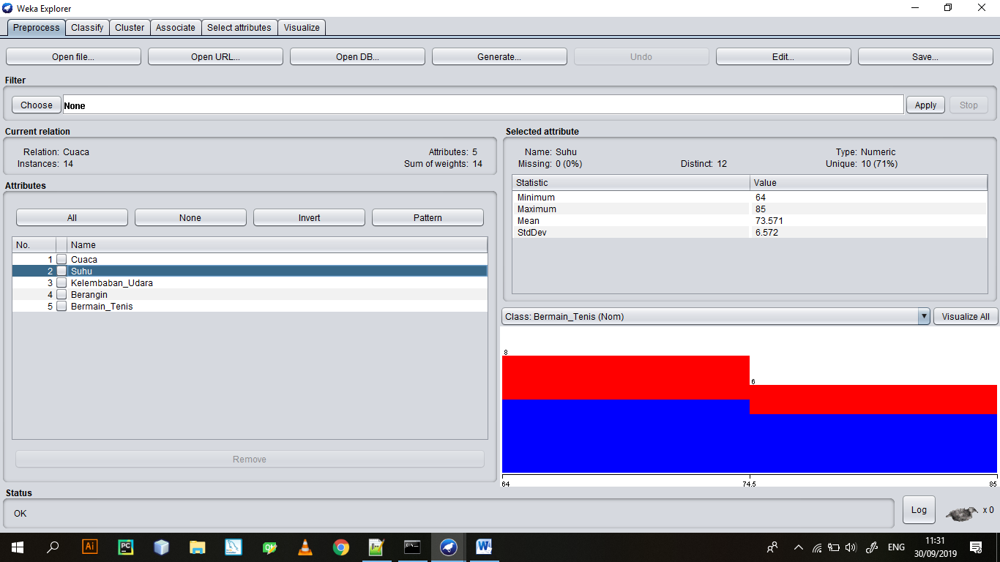 Weka Explorer
Preprocess Classify Cluster Associate Select attributes Visualize
Open file... Open URL... Open DB... Generate... Undo Edit... Save...
Filter
Choose None Apply Stop
Current relation
Relation: Cuaca Attributes: 5
Instances: 14 Sum of weights: 14
Attributes
All None Invert Pattern
No. Name
1 Cuaca
2 Suhu
3 Kelembaban_Udara
4 Berangin
5 Bermain_Tenis
Remove
Selected attribute
Name: Suhu Type: Numeric
Missing: 0 (0%) Distinct: 12 Unique: 10 (71%)
Statistic Value
Minimum 64
Maximum 85
Mean 73.571
StdDev 6.572
Class: Bermain_Tenis (Nom) Visualize All
8
6
64 74.5 85
Status
OK
Log x 0
Ai PC W ENG 11:31
30/09/2019